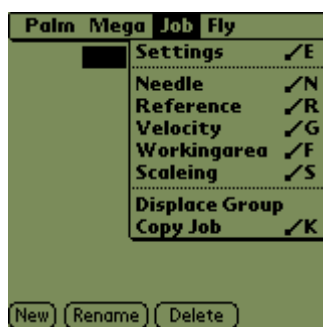 Palm Mega Job Fly
Settings /E
Needle /N
Reference /R
Velocity /G
Workingarea /F
Scaleing /S
Displace Group
Copy Job /K
New Rename Delete